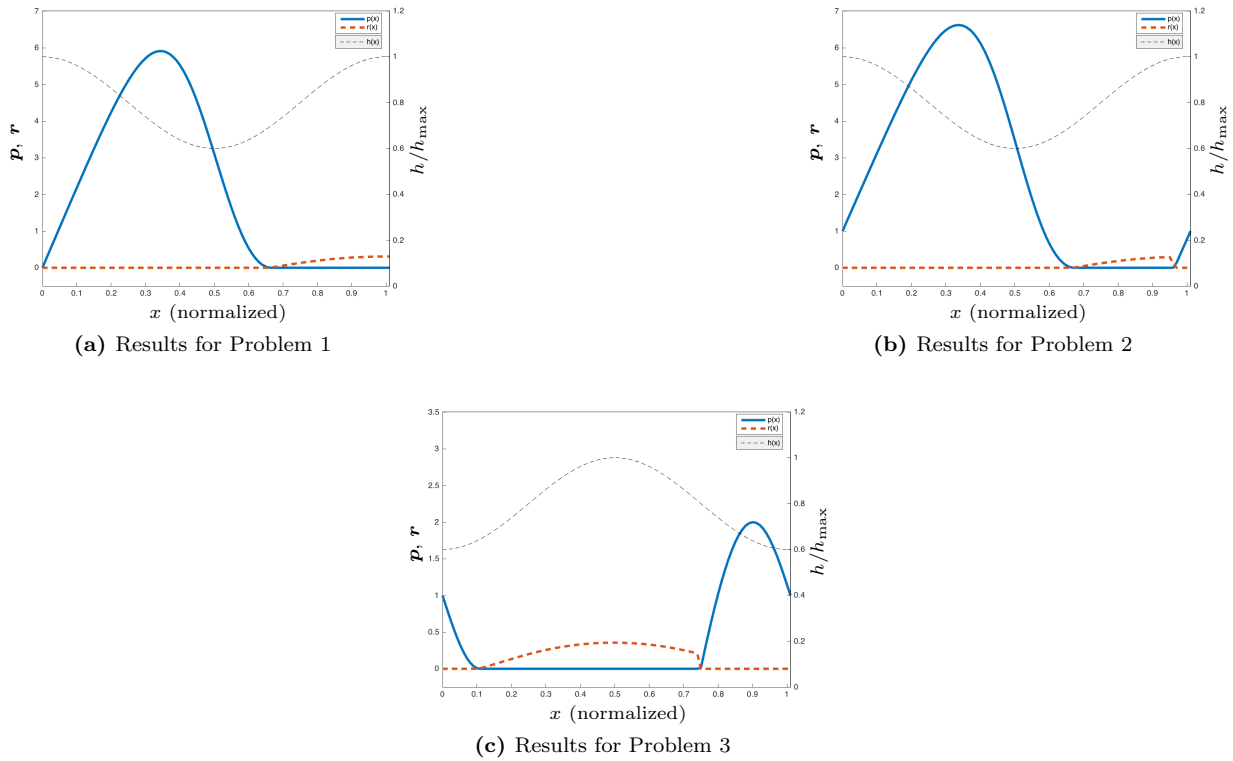 7
6
5
4
3
2
1
0
p, r
1.2
1
0.8
0.6
0.4
0.2
0
h/h_max
p(x)
r(x)
h(x)
0 0.1 0.2 0.3 0.4 0.5 0.6 0.7 0.8 0.9 1
x (normalized)
(a) Results for Problem 1
7
6
5
4
3
2
1
0
p, r
1.2
1
0.8
0.6
0.4
0.2
0
h/h_max
p(x)
r(x)
h(x)
0 0.1 0.2 0.3 0.4 0.5 0.6 0.7 0.8 0.9 1
x (normalized)
(b) Results for Problem 2
3.5
3
2.5
2
1.5
1
0.5
0
p, r
1.2
1
0.8
0.6
0.4
0.2
0
h/h_max
p(x)
r(x)
h(x)
0 0.1 0.2 0.3 0.4 0.5 0.6 0.7 0.8 0.9 1
x (normalized)
(c) Results for Problem 3